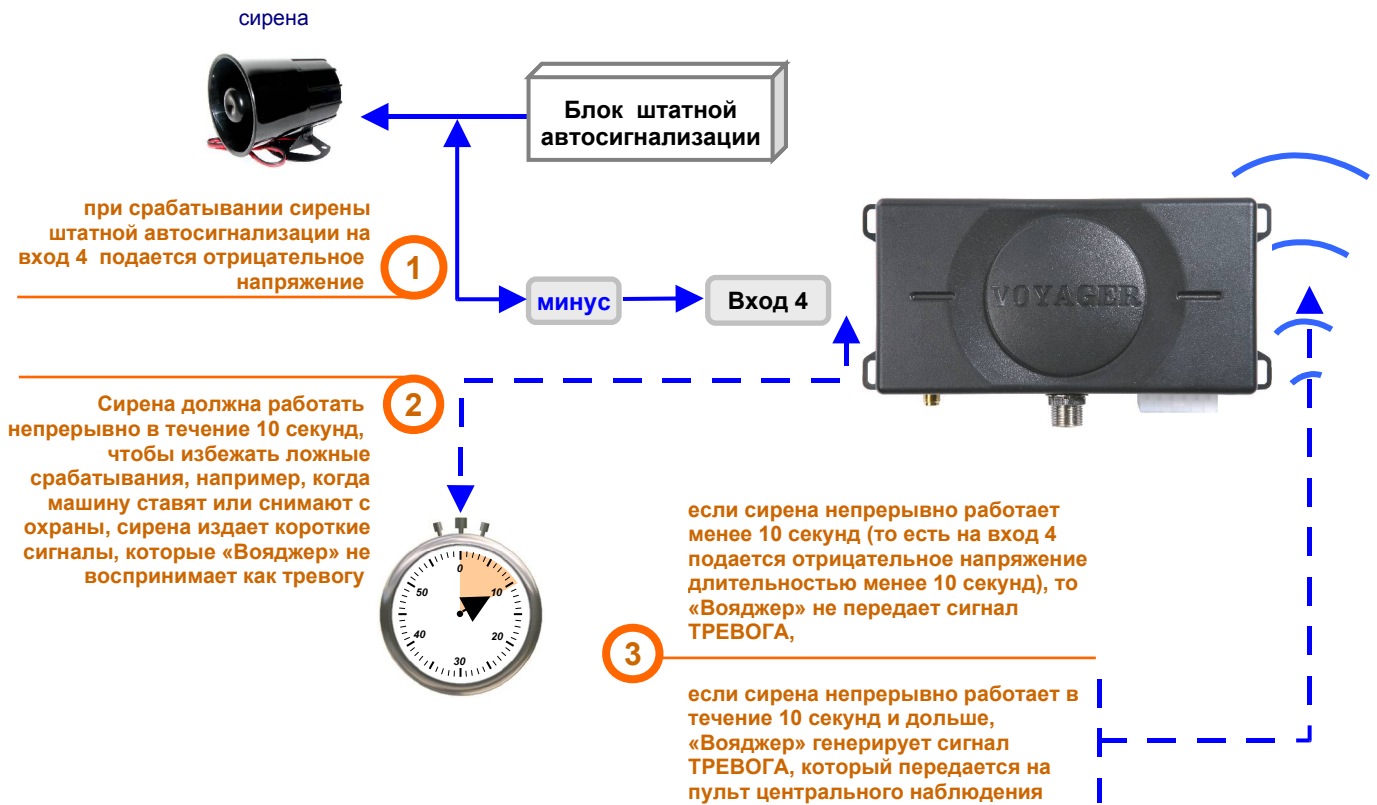 сирена
Блок штатной
автосигнализации
при срабатывании сирены
штатной автосигнализации на
вход 4 подается отрицательное
напряжение
1
минус
Вход 4
VOYAGER
2
Сирена должна работать
непрерывно в течение 10 секунд,
чтобы избежать ложные
срабатывания, например, когда
машину ставят или снимают с
охраны, сирена издает короткие
сигналы, которые «Вояджер» не
воспринимает как тревогу
0
10
20
30
40
50
3
если сирена непрерывно работает
менее 10 секунд (то есть на вход 4
подается отрицательное напряжение
длительностью менее 10 секунд), то
«Вояджер» не передает сигнал
ТРЕВОГА,
если сирена непрерывно работает в
течение 10 секунд и дольше,
«Вояджер» генерирует сигнал
ТРЕВОГА, который передается на
пульт центрального наблюдения